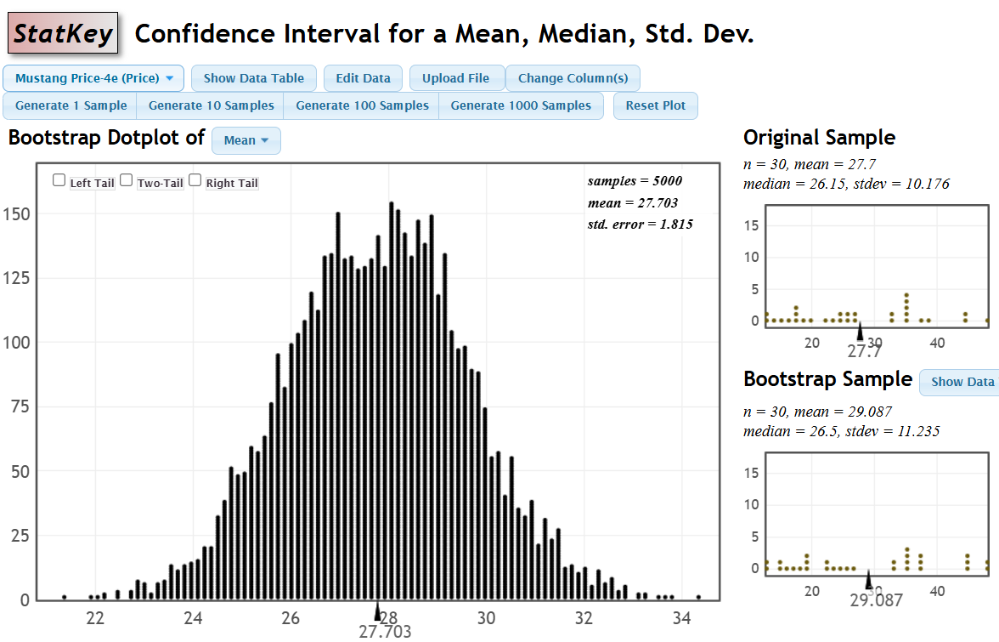 StatKey Confidence Interval for a Mean, Median, Std. Dev.
Mustang Price-4e (Price) Show Data Table Edit Data Upload File Change Column(s)
Generate 1 Sample Generate 10 Samples Generate 100 Samples Generate 1000 Samples Reset Plot
Bootstrap Dotplot of Mean
Left Tail Two-Tail Right Tail
samples = 5000
mean = 27.703
std. error = 1.815
150
125
100
75
50
25
0
22 24 26 28 30 32 34
27.703
Original Sample
n = 30, mean = 27.7
median = 26.15, stdev = 10.176
15
10
5
0
20 30 40
27.7
Bootstrap Sample Show Data
n = 30, mean = 29.087
median = 26.5, stdev = 11.235
15
10
5
0
20 30 40
29.087